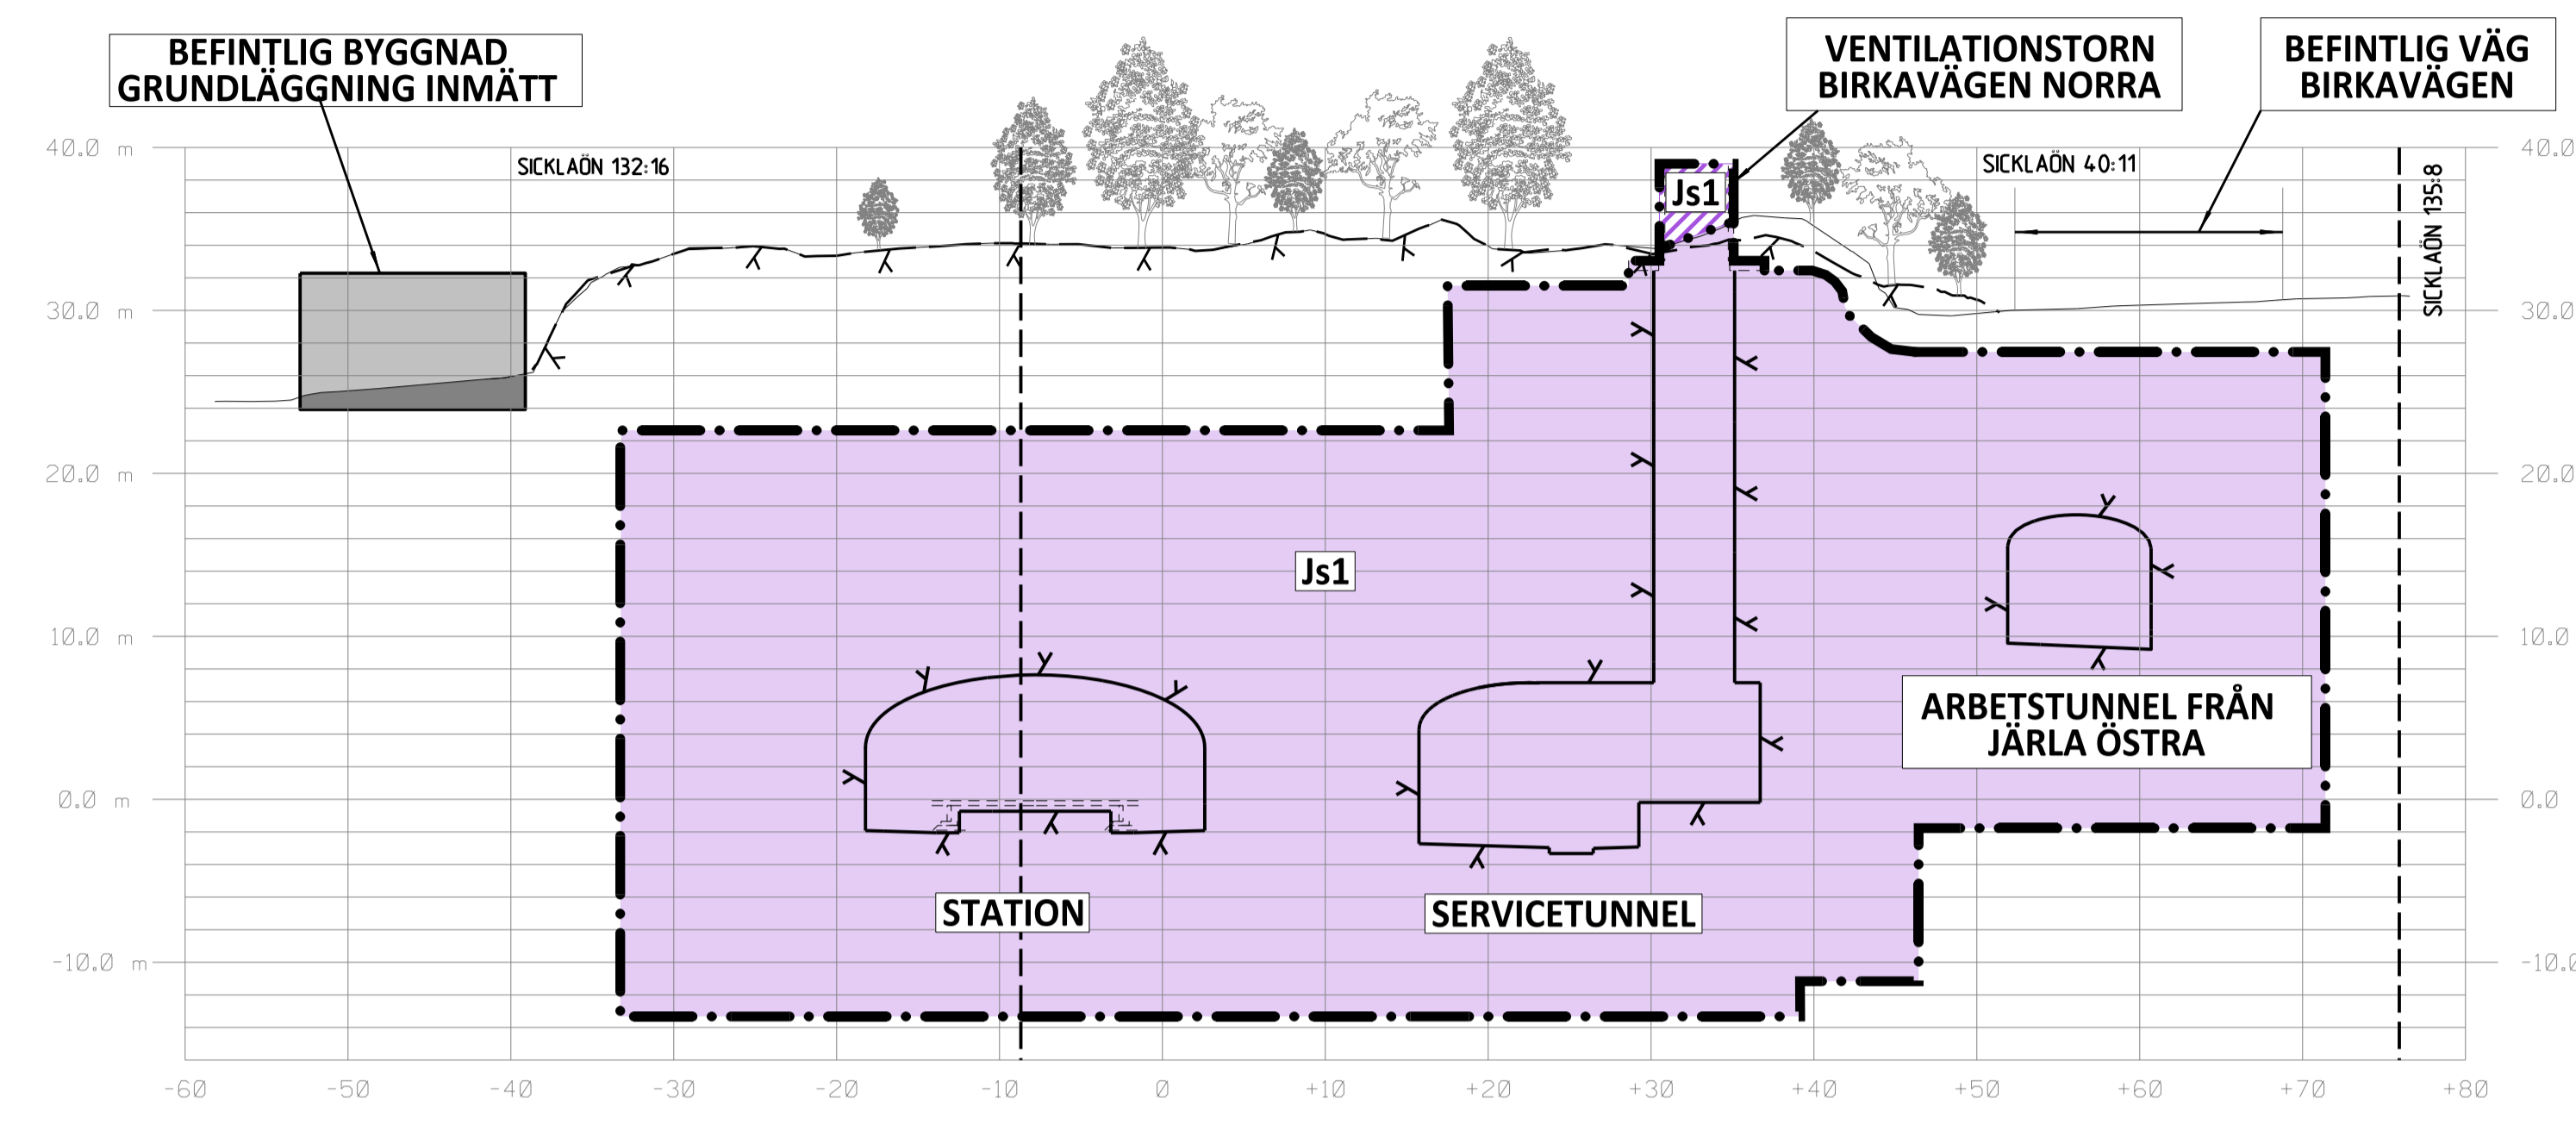 BEFINTLIG BYGGNAD
GRUNDLÄGGNING INMÄTT
VENTILATIONSTORN
BIRKAVÄGEN NORRA
BEFINTLIG VÄG
BIRKAVÄGEN
40.0 m
SICKLAÖN 132:16
SICKLAÖN 40:11
40.0
SICKLAÖN 135:8
Js1
30.0 m
30.0
20.0 m
20.0
Js1
10.0 m
10.0
ARBETSTUNNEL FRÅN
JÄRLA ÖSTRA
0.0 m
0.0
STATION
SERVICETUNNEL
-10.0 m
-10.0
-60 -50 -40 -30 -20 -10 0 +10 +20 +30 +40 +50 +60 +70 +80